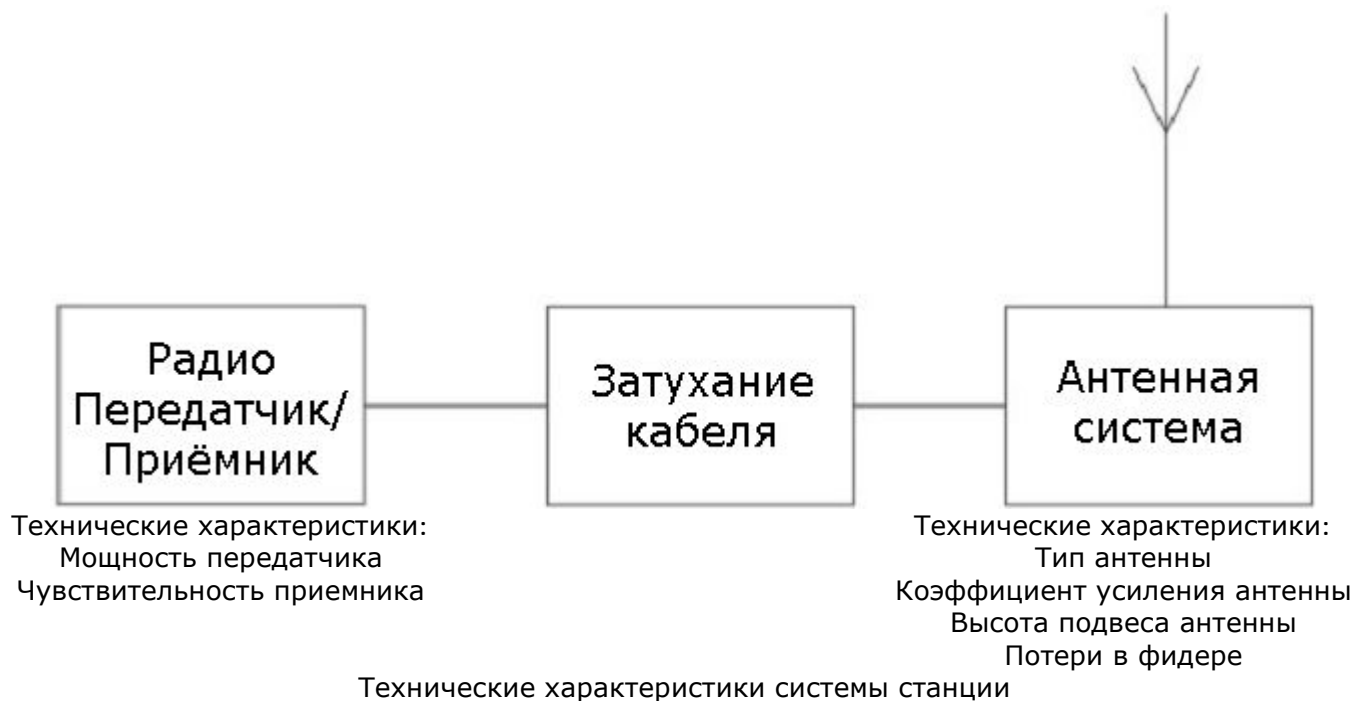 Радио
Передатчик/
Приёмник
Затухание
кабеля
Антенная
система
Технические характеристики:
Мощность передатчика
Чувствительность приемника
Технические характеристики:
Тип антенны
Коэффициент усиления антенны
Высота подвеса антенны
Потери в фидере
Технические характеристики системы станции